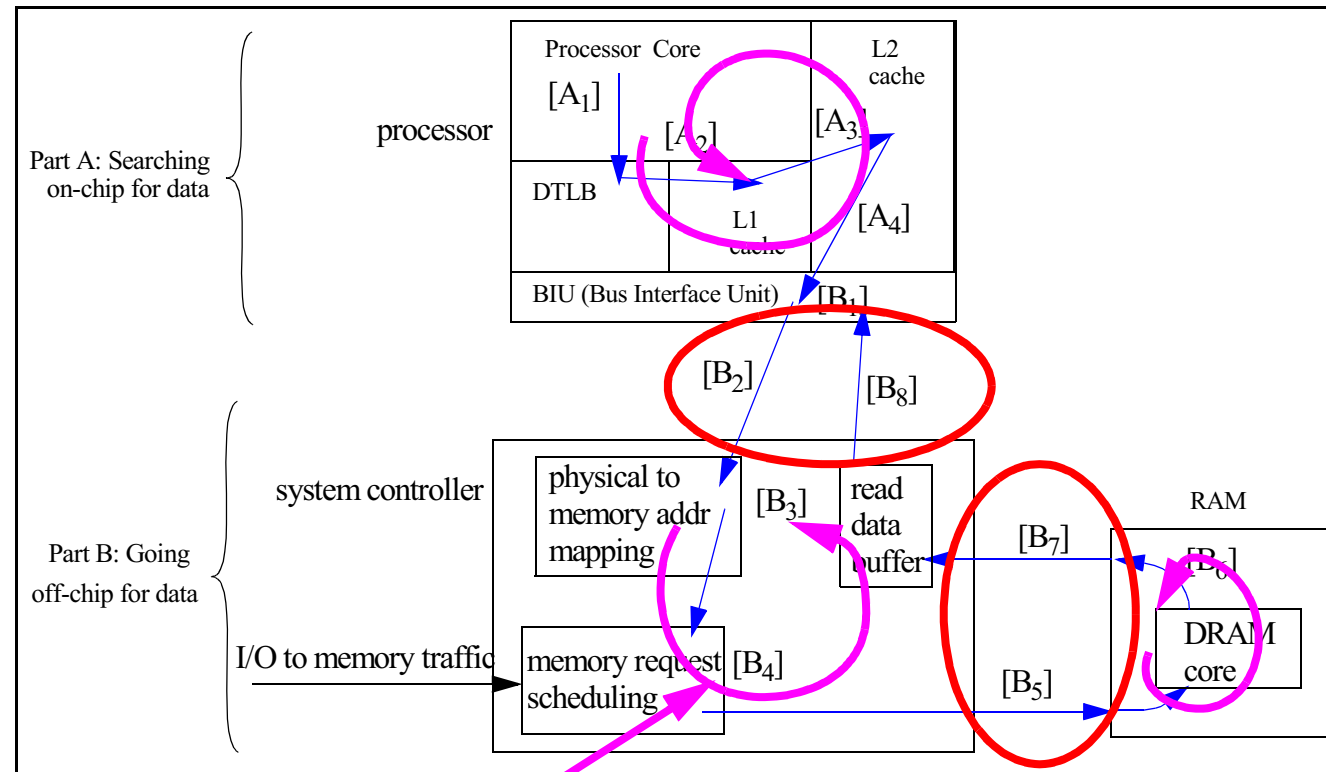 Processor Core
L2
cache
[A1]
processor
[A2]
[A3]
Part A: Searching
on-chip for data
DTLB
L1
cache
[A4]
BIU (Bus Interface Unit)
[B1]
[B2]
[B8]
system controller
physical to
memory addr
mapping
[B3]
read
data
buffer
RAM
[B7]
[B6]
Part B: Going
off-chip for data
DRAM
core
I/O to memory traffic
memory request
scheduling
[B4]
[B5]